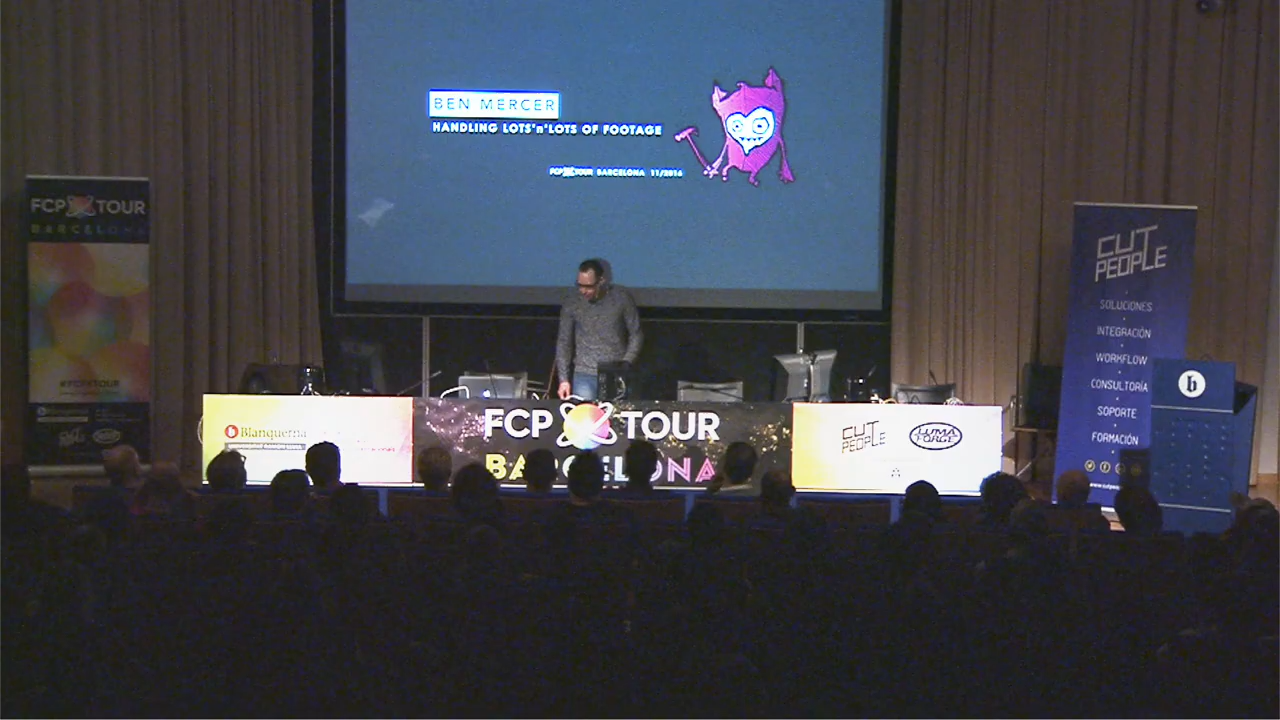 BEN MERCER
HANDLING LOTS'n'LOTS OF FOOTAGE
FCP TOUR BARCELONA 11/2016
FCP TOUR
BARCELONA
#FCPXTOUR
CUT
PEOPLE
SOLUCIONES
INTEGRACIÓN
WORKFLOW
CONSULTORÍA
SOPORTE
FORMACIÓN
b
Blanquerna
FCP TOUR
BARCELONA
CUT
PEOPLE
LUMA
FORGE